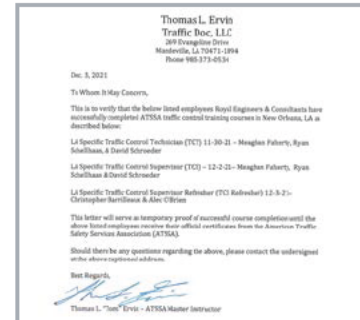 Thomas L. Ervin
Traffic Doc, LLC
269 Evangeline Drive
Mandeville, LA 70471-1894
Phone 985-373-0534
Dec. 3, 2021
To Whom It May Concern,
This is to verify that the below listed employees Royal Engineers & Consultants have
successfully completed ATSSA traffic control training courses in New Orleans, LA as
described below:
LA Specific Traffic Control Technician (TCT) 11-30-21 – Meaghan Faherty, Ryan
Schellhaas, & David Schroeder
LA Specific Traffic Control Supervisor (TCS) – 12-2-21– Meaghan Faherty, Ryan
Schellhaas & David Schroeder
LA Specific Traffic Control Supervisor Refresher (TCS Refresher) 12-3-21-
Christopher Barrilleaux & Alec O'Brien
This letter will serve as temporary proof of successful course completion until the
above listed employees receive their official certificates from the American Traffic
Safety Services Association (ATSSA).
Should there be any questions regarding the above, please contact the undersigned
at the above captioned address.
Best Regards,
Thomas L. "Tom" Ervin – ATSSA Master Instructor